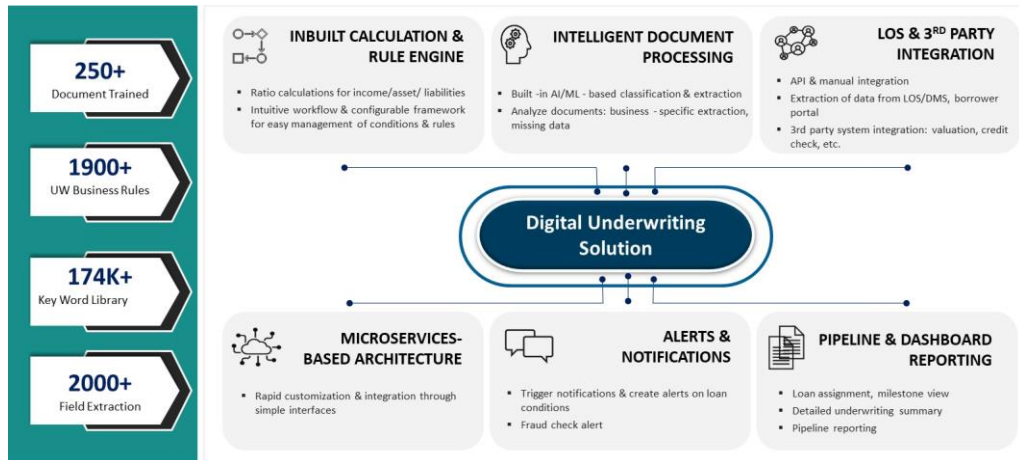 250+
Document Trained
1900+
UW Business Rules
174K+
Key Word Library
2000+
Field Extraction
INBUILT CALCULATION &
RULE ENGINE
▪ Ratio calculations for income/asset/ liabilities
▪ Intuitive workflow & configurable framework
for easy management of conditions & rules
INTELLIGENT DOCUMENT
PROCESSING
▪ Built -in AI/ML - based classification & extraction
▪ Analyze documents: business - specific extraction,
missing data
LOS & 3RD PARTY
INTEGRATION
▪ API & manual integration
▪ Extraction of data from LOS/DMS, borrower
portal
▪ 3rd party system integration: valuation, credit
check, etc.
Digital Underwriting
Solution
MICROSERVICES-
BASED ARCHITECTURE
▪ Rapid customization & integration through
simple interfaces
ALERTS &
NOTIFICATIONS
▪ Trigger notifications & create alerts on loan
conditions
▪ Fraud check alert
PIPELINE & DASHBOARD
REPORTING
▪ Loan assignment, milestone view
▪ Detailed underwriting summary
▪ Pipeline reporting